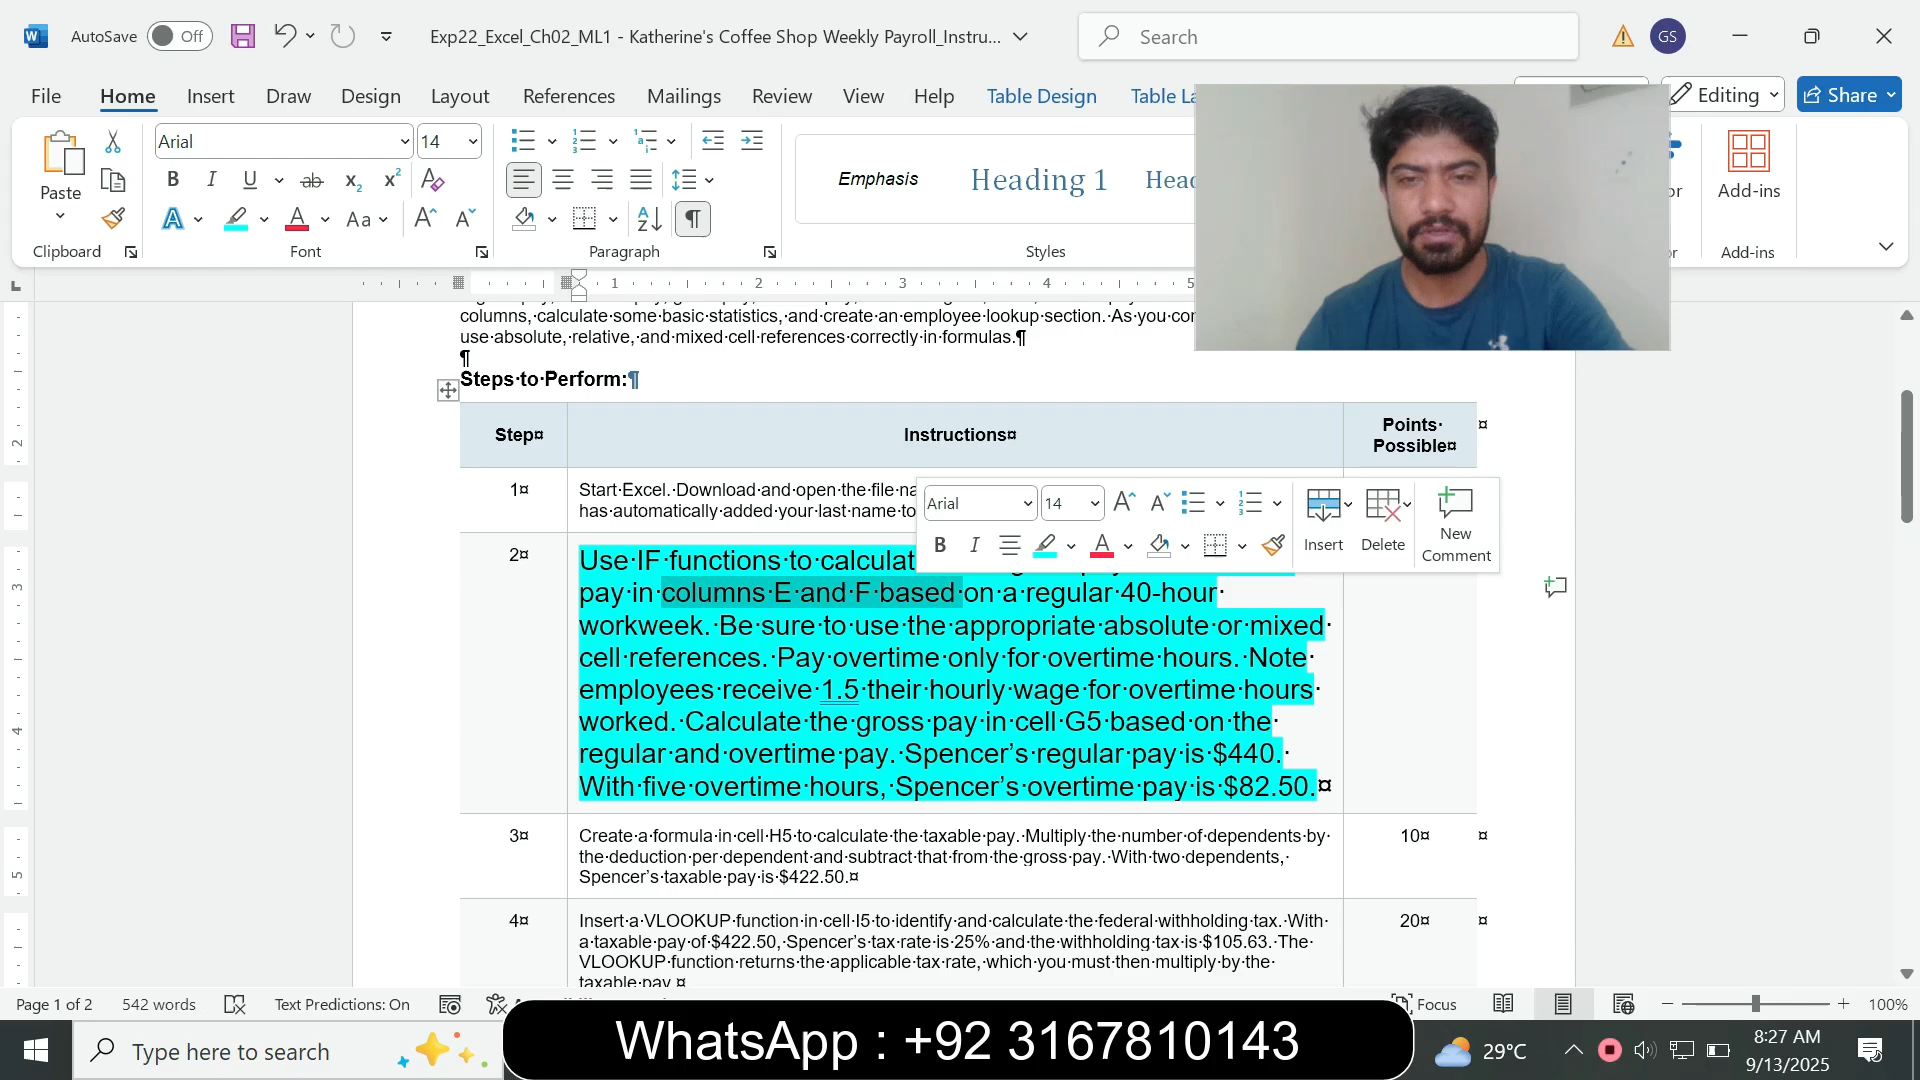 AutoSave Off
Exp22_Excel_Ch02_ML1 - Katherine's Coffee Shop Weekly Payroll_Instru...
Search
GS
File Home Insert Draw Design Layout References Mailings Review View Help Table Design Table La
Editing
Share
Paste
Arial
14
Emphasis
Heading 1
Head
Add-ins
Clipboard
Font
Paragraph
Styles
Add-ins
columns, calculate some basic statistics, and create an employee lookup section. As you con
use absolute, relative, and mixed cell references correctly in formulas.¶
¶
Steps to Perform:¶
Step¤ Instructions¤ Points Possible¤ ¤
1¤ Start Excel. Download and open the file na
has automatically added your last name to
Arial 14
Insert Delete New Comment
2¤ Use IF functions to calculat
pay in columns E and F based on a regular 40-hour
workweek. Be sure to use the appropriate absolute or mixed
cell references. Pay overtime only for overtime hours. Note
employees receive 1.5 their hourly wage for overtime hours
worked. Calculate the gross pay in cell G5 based on the
regular and overtime pay. Spencer’s regular pay is $440.
With five overtime hours, Spencer’s overtime pay is $82.50.¤
3¤ Create a formula in cell H5 to calculate the taxable pay. Multiply the number of dependents by
the deduction per dependent and subtract that from the gross pay. With two dependents,
Spencer’s taxable pay is $422.50.¤
10¤ ¤
4¤ Insert a VLOOKUP function in cell I5 to identify and calculate the federal withholding tax. With
a taxable pay of $422.50, Spencer’s tax rate is 25% and the withholding tax is $105.63. The
VLOOKUP function returns the applicable tax rate, which you must then multiply by the
taxable pay.¤
20¤ ¤
Page 1 of 2 542 words Text Predictions: On
Focus
100%
Type here to search
WhatsApp : +92 3167810143
29°C
8:27 AM
9/13/2025